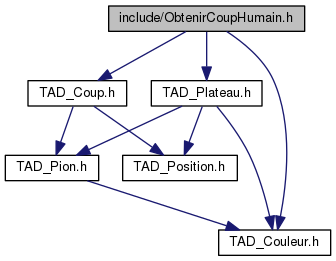 include/ObtenirCoupHumain.h
TAD_Coup.h
TAD_Plateau.h
TAD_Pion.h
TAD_Position.h
TAD_Couleur.h